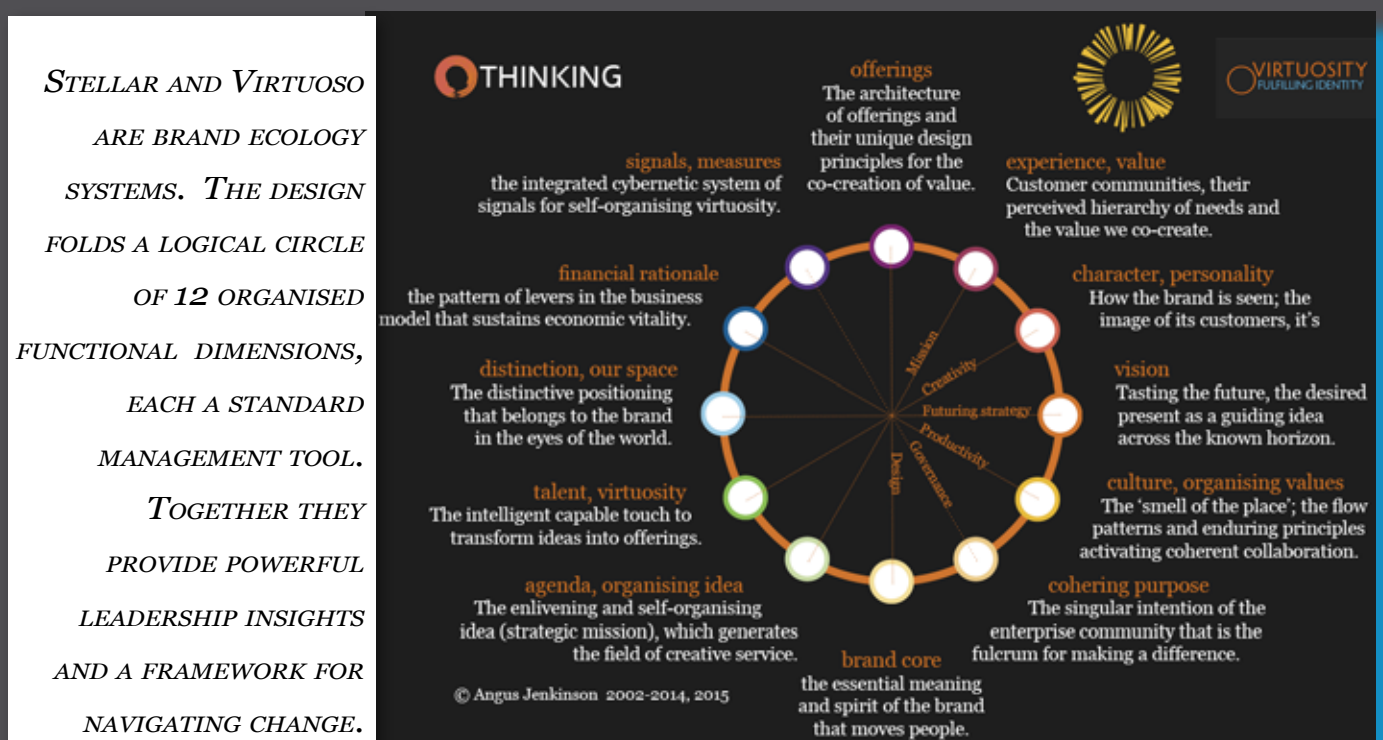 Stellar and Virtuoso
are brand ecology
systems. The design
folds a logical circle
of 12 organised
functional dimensions,
each a standard
management tool.
Together they
provide powerful
leadership insights
and a framework for
navigating change.
THINKING
VIRTUOSITY
FULFILLING IDENTITY
offerings
The architecture
of offerings and
their unique design
principles for the
co-creation of value.
experience, value
Customer communities, their
perceived hierarchy of needs and
the value we co-create.
character, personality
How the brand is seen; the
image of its customers, it's
vision
Tasting the future, the desired
present as a guiding idea
across the known horizon.
culture, organising values
The ‘smell of the place’; the flow
patterns and enduring principles
activating coherent collaboration.
cohering purpose
The singular intention of the
enterprise community that is the
fulcrum for making a difference.
brand core
the essential meaning
and spirit of the brand
that moves people.
agenda, organising idea
The enlivening and self-organising
idea (strategic mission), which generates
the field of creative service.
talent, virtuosity
The intelligent capable touch to
transform ideas into offerings.
distinction, our space
The distinctive positioning
that belongs to the brand
in the eyes of the world.
financial rationale
the pattern of levers in the business
model that sustains economic vitality.
signals, measures
the integrated cybernetic system of
signals for self-organising virtuosity.
Mission
Creativity
Futuring strategy
Productivity
Governance
Design
© Angus Jenkinson 2002-2014, 2015